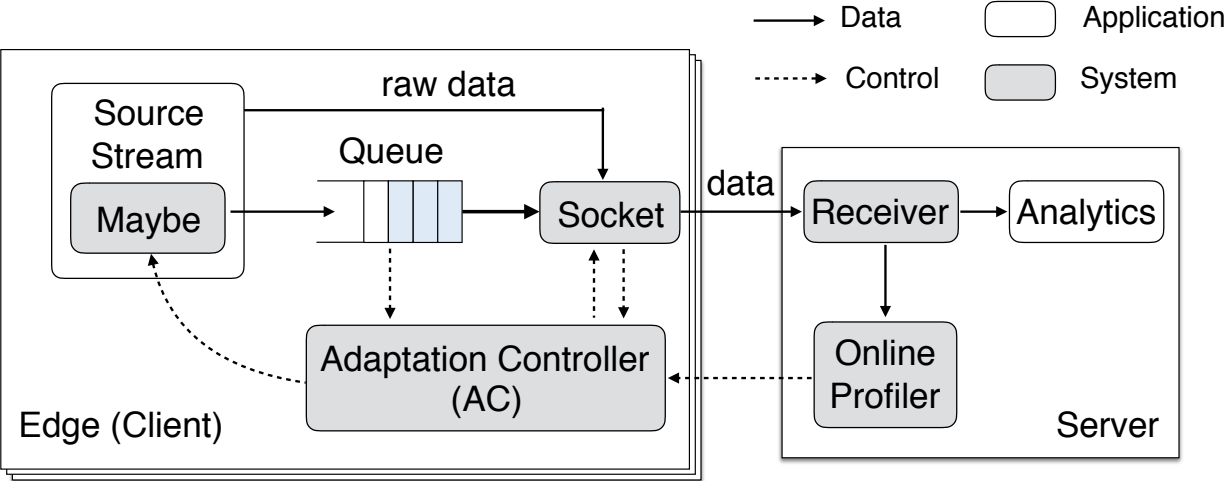 Data
Application
Control
System
raw data
Source
Stream
Maybe
Queue
Socket
data
Receiver
Analytics
Adaptation Controller
(AC)
Online
Profiler
Edge (Client)
Server